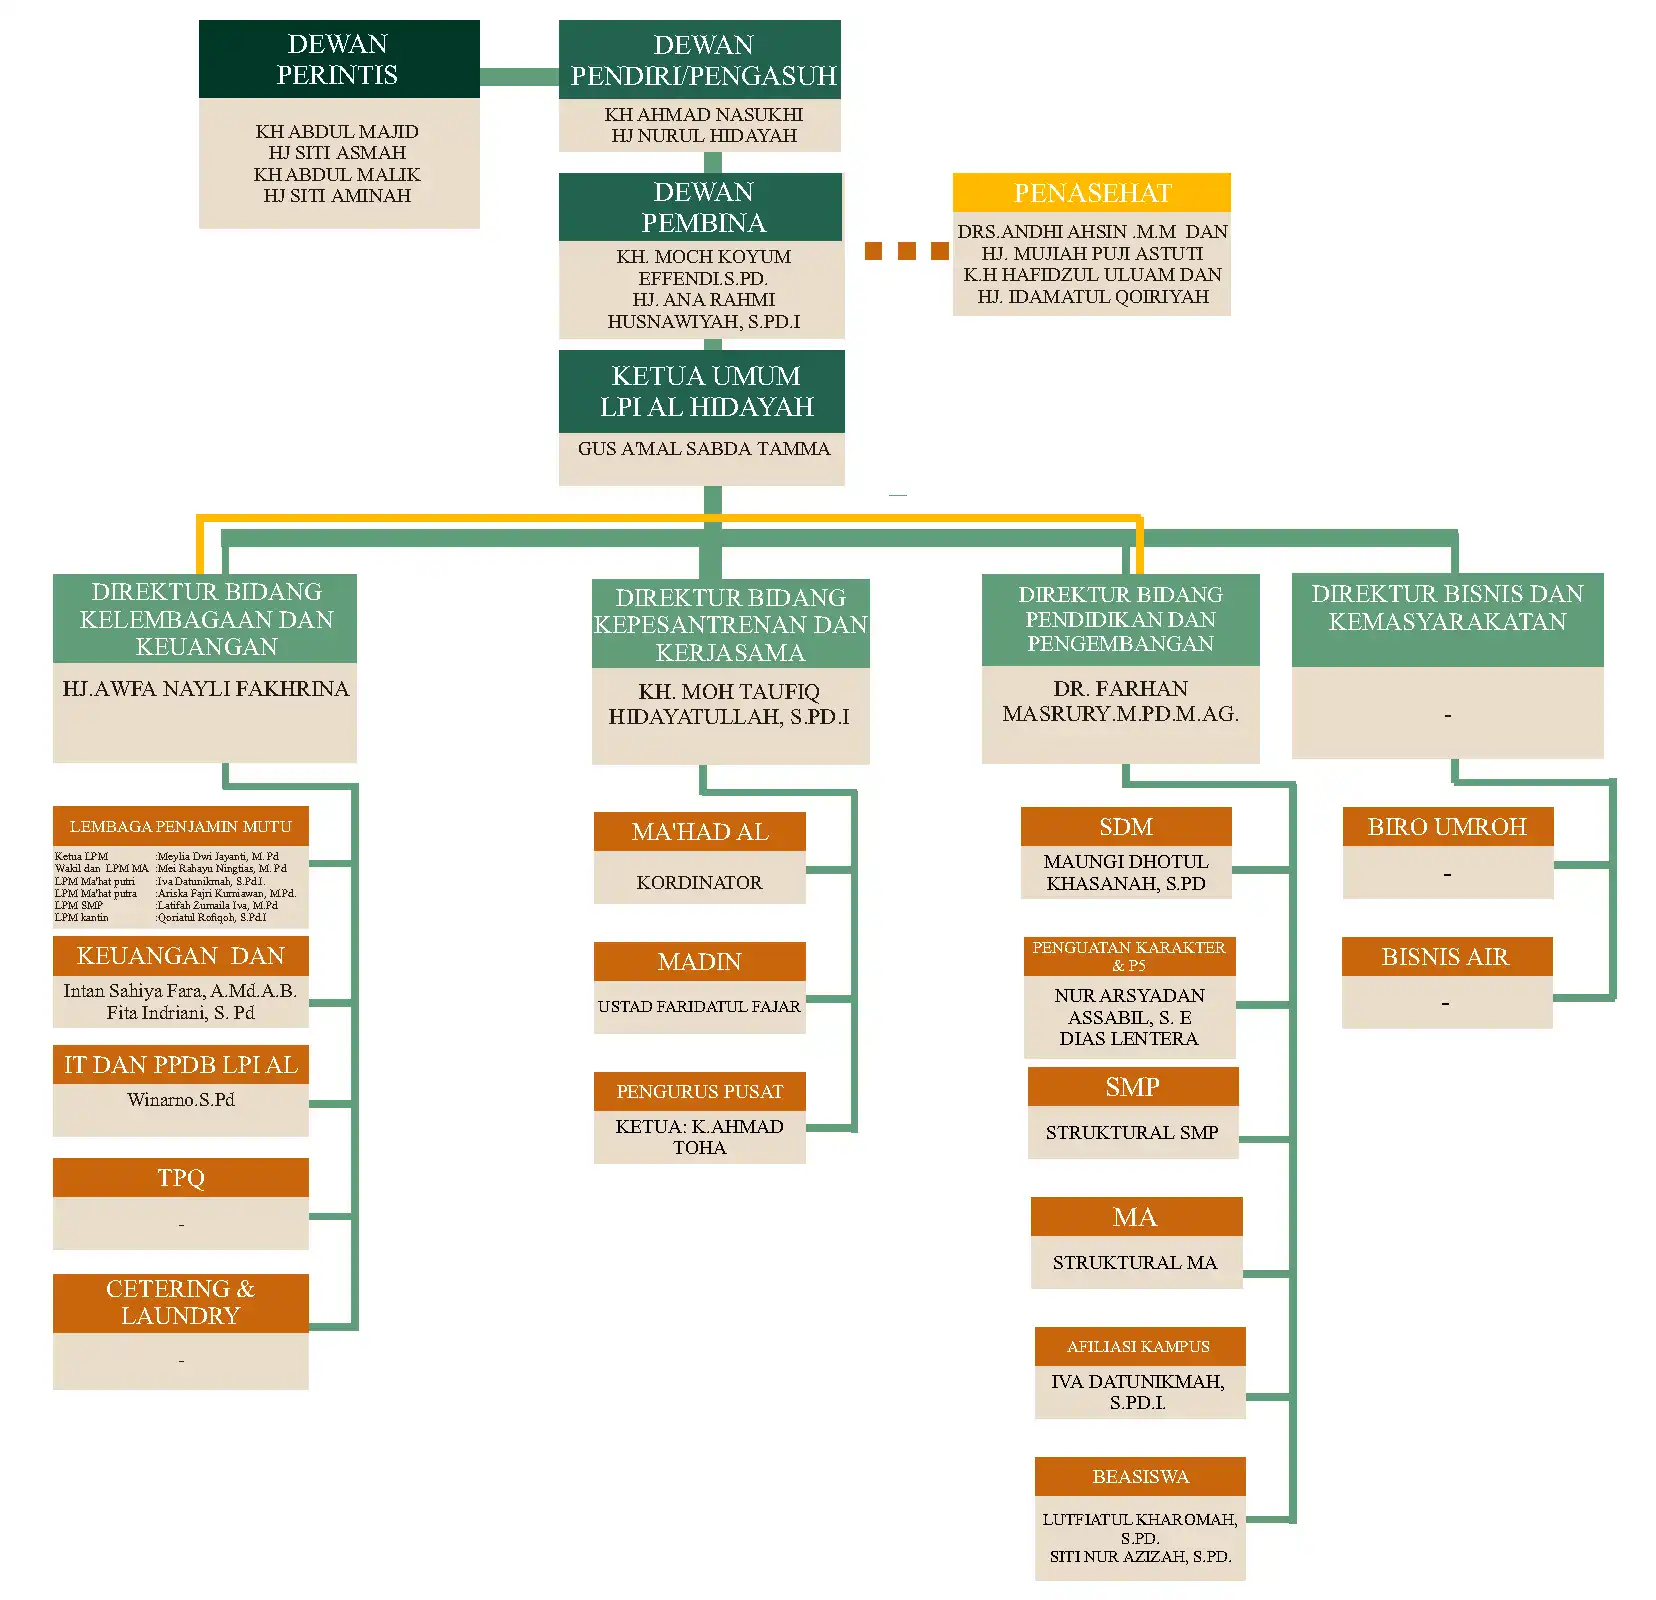 DEWAN
PERINTIS
KH ABDUL MAJID
HJ SITI ASMAH
KH ABDUL MALIK
HJ SITI AMINAH
DEWAN
PENDIRI/PENGASUH
KH AHMAD NASUKHI
HJ NURUL HIDAYAH
DEWAN
PEMBINA
KH. MOCH KOYUM
EFFENDI.S.PD.
HJ. ANA RAHMI
HUSNAWIYAH, S.PD.I
PENASEHAT
DRS.ANDHI AHSIN .M.M DAN
HJ. MUJIAH PUJI ASTUTI
K.H HAFIDZUL ULUAM DAN
HJ. IDAMATUL QOIRIYAH
KETUA UMUM
LPI AL HIDAYAH
GUS A'MAL SABDA TAMMA
DIREKTUR BIDANG
KELEMBAGAAN DAN
KEUANGAN
HJ.AWFA NAYLI FAKHRINA
LEMBAGA PENJAMIN MUTU
Ketua LPM :Meylia Dwi Jayanti, M. Pd
Wakil dan LPM MA :Mei Rahayu Ningtias, M. Pd
LPM Ma'hat putri :Iva Datunikmah, S.Pd.I.
LPM Ma'hat putra :Ariska Fajri Kurniawan, M.Pd.
LPM SMP :Latifah Zumaila Iva, M.Pd
LPM kantin :Qoriatul Rofiqoh, S.Pd.I
KEUANGAN DAN
Intan Sahiya Fara, A.Md.A.B.
Fita Indriani, S. Pd
IT DAN PPDB LPI AL
Winarno.S.Pd
TPQ
-
CETERING &
LAUNDRY
-
DIREKTUR BIDANG
KEPESANTRENAN DAN
KERJASAMA
KH. MOH TAUFIQ
HIDAYATULLAH, S.PD.I
MA'HAD AL
KORDINATOR
MADIN
USTAD FARIDATUL FAJAR
PENGURUS PUSAT
KETUA: K.AHMAD
TOHA
DIREKTUR BIDANG
PENDIDIKAN DAN
PENGEMBANGAN
DR. FARHAN
MASRURY.M.PD.M.AG.
SDM
MAUNGI DHOTUL
KHASANAH, S.PD
PENGUATAN KARAKTER
& P5
NUR ARSYADAN
ASSABIL, S. E
DIAS LENTERA
SMP
STRUKTURAL SMP
MA
STRUKTURAL MA
AFILIASI KAMPUS
IVA DATUNIKMAH,
S.PD.I.
BEASISWA
LUTFIATUL KHAROMAH,
S.PD.
SITI NUR AZIZAH, S.PD.
DIREKTUR BISNIS DAN
KEMASYARAKATAN
-
BIRO UMROH
-
BISNIS AIR
-